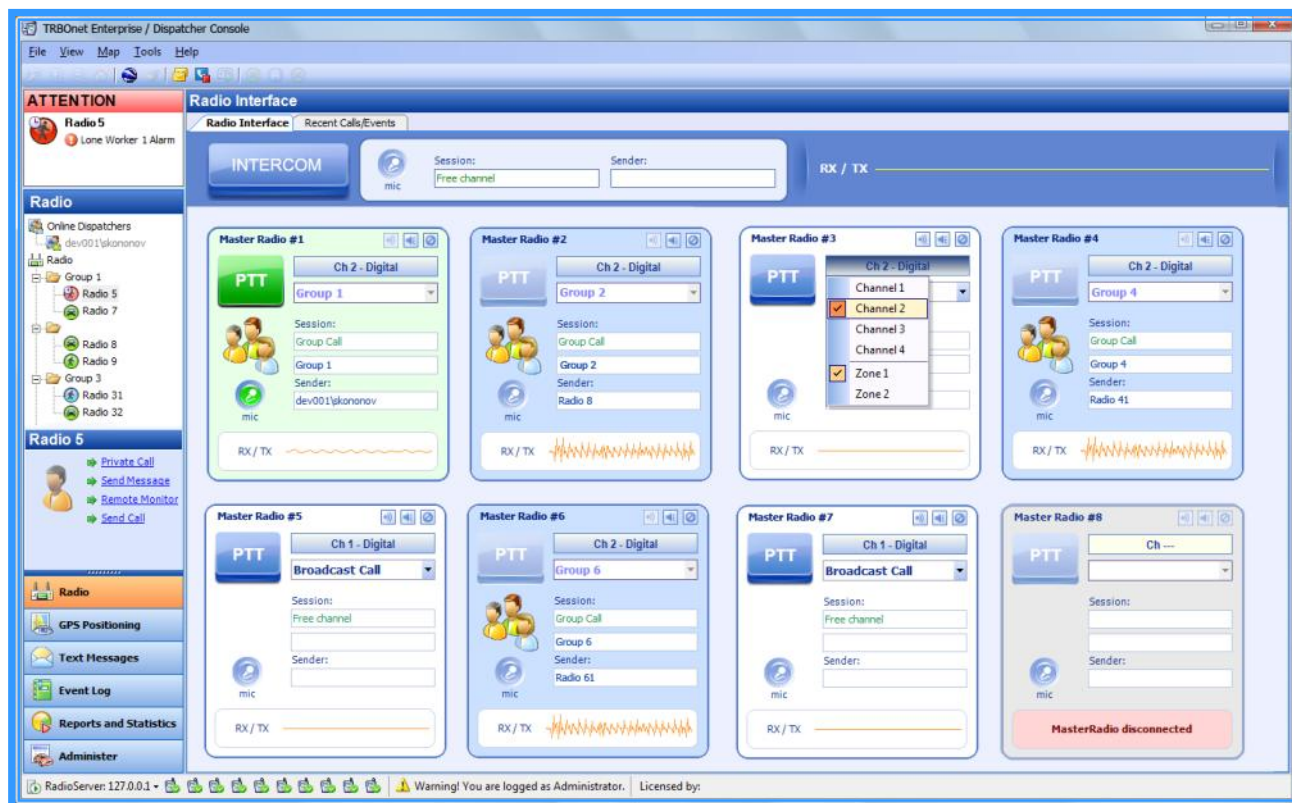 TRBOnet Enterprise / Dispatcher Console
File View Map Tools Help
ATTENTION
Radio 5
Lone Worker 1 Alarm
Radio
Online Dispatchers
dev001\skononov
Radio
Group 1
Radio 5
Radio 7
Radio 8
Radio 9
Group 3
Radio 31
Radio 32
Radio 5
Private Call
Send Message
Remote Monitor
Send Call
Radio
GPS Positioning
Text Messages
Event Log
Reports and Statistics
Administer
Radio Interface
Radio Interface Recent Calls/Events
INTERCOM
mic
Session: Sender:
Free channel
RX / TX
Master Radio #1
PTT
Ch 2 - Digital
Group 1
Session:
Group Call
Group 1
Sender:
dev001\skononov
mic
RX / TX
Master Radio #2
PTT
Ch 2 - Digital
Group 2
Session:
Group Call
Group 2
Sender:
Radio 8
mic
RX / TX
Master Radio #3
PTT
Ch 2 - Digital
Channel 1
Channel 2
Channel 3
Channel 4
Zone 1
Zone 2
mic
RX / TX
Master Radio #4
PTT
Ch 2 - Digital
Group 4
Session:
Group Call
Group 4
Sender:
Radio 41
mic
RX / TX
Master Radio #5
PTT
Ch 1 - Digital
Broadcast Call
Session:
Free channel
Sender:
mic
RX / TX
Master Radio #6
PTT
Ch 2 - Digital
Group 6
Session:
Group Call
Group 6
Sender:
Radio 61
mic
RX / TX
Master Radio #7
PTT
Ch 1 - Digital
Broadcast Call
Session:
Free channel
Sender:
mic
RX / TX
Master Radio #8
PTT
Ch ---
Session:
Sender:
mic
MasterRadio disconnected
RadioServer: 127.0.0.1 Warning! You are logged as Administrator. Licensed by: